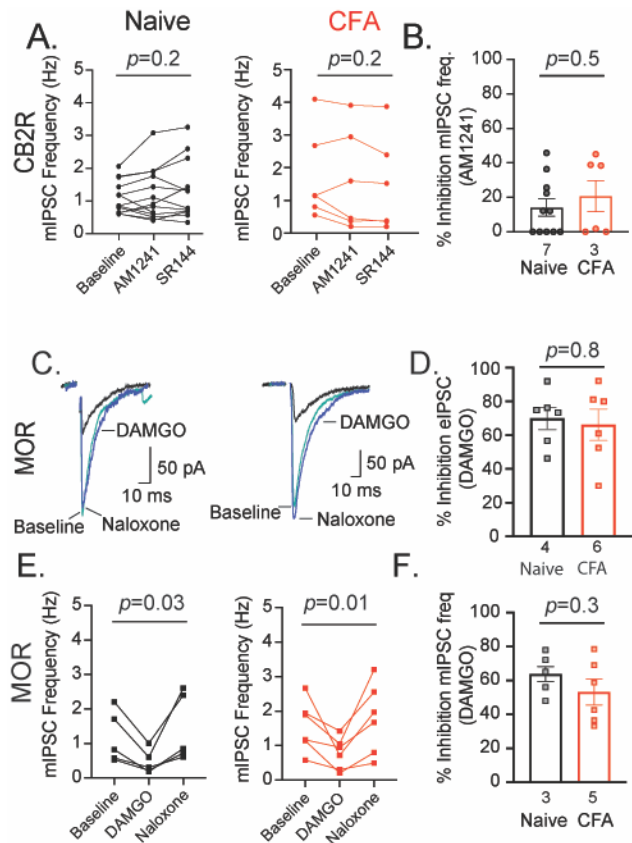 Naive
CFA
A.
p=0.2
p=0.2
B.
p=0.5
CB2R
mIPSC Frequency (Hz)
5
4
3
2
1
0
Baseline
AM1241
SR144
mIPSC Frequency (Hz)
5
4
3
2
1
0
Baseline
AM1241
SR144
% Inhibition mIPSC freq.
(AM1241)
100
80
60
40
20
0
7
3
Naive
CFA
C.
MOR
DAMGO
50 pA
10 ms
Baseline
Naloxone
DAMGO
50 pA
10 ms
Baseline
Naloxone
D.
p=0.8
% Inhibition eIPSC
(DAMGO)
100
80
60
40
20
0
4
6
Naive
CFA
E.
MOR
p=0.03
mIPSC Frequency (Hz)
5
4
3
2
1
0
Baseline
DAMGO
Naloxone
p=0.01
mIPSC Frequency (Hz)
5
4
3
2
1
0
Baseline
DAMGO
Naloxone
F.
p=0.3
% Inhibition mIPSC freq
(DAMGO)
100
80
60
40
20
0
3
5
Naive
CFA